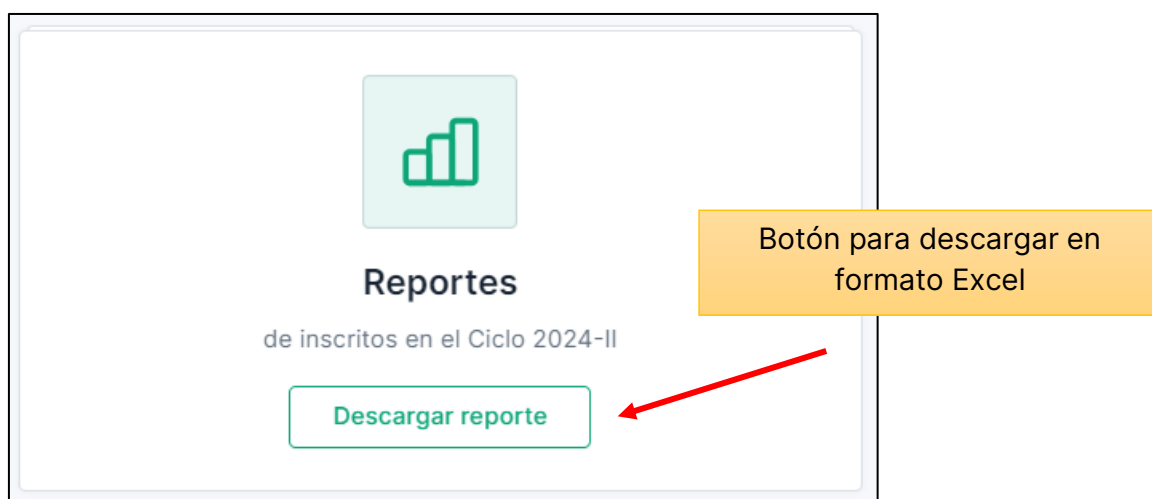 Reportes
de inscritos en el Ciclo 2024-II
Descargar reporte
Botón para descargar en
formato Excel